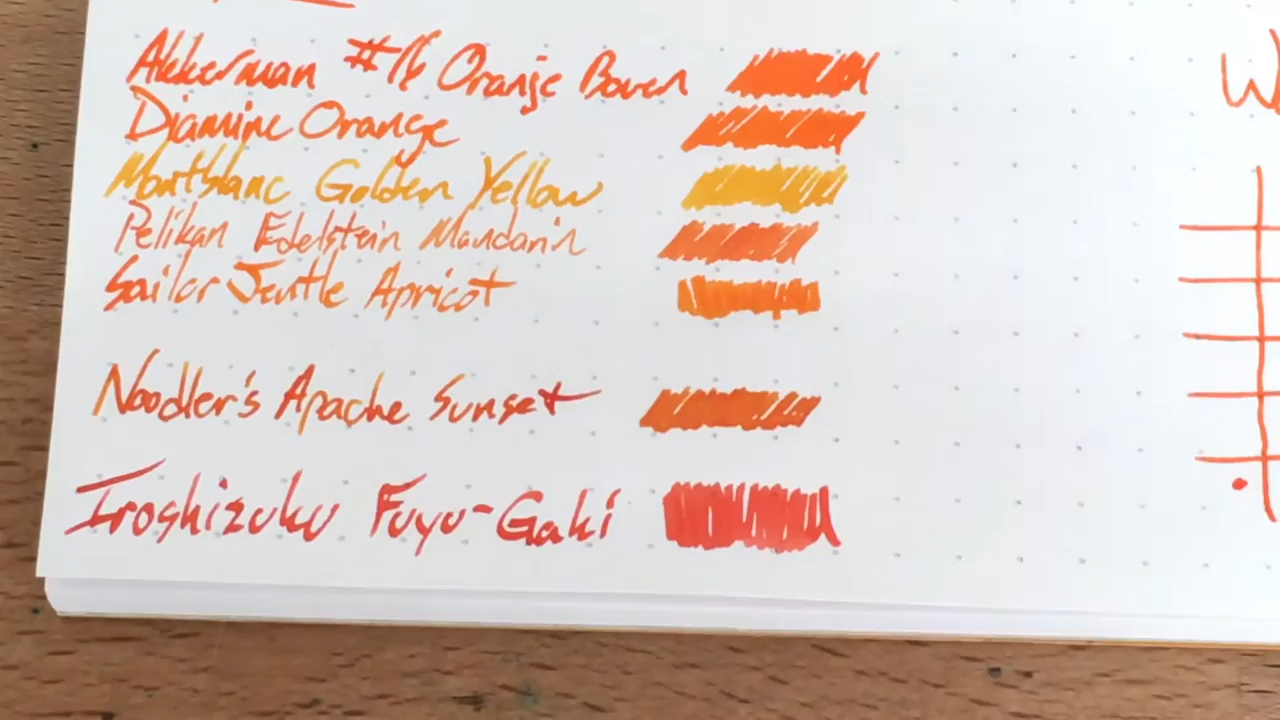 Akkerman #16 Oranje Boven
Diamine Orange
Montblanc Golden Yellow
Pelikan Edelstein Mandarin
Sailor Jentle Apricot
Noodler's Apache Sunset
Iroshizuku Fuyu-Gaki